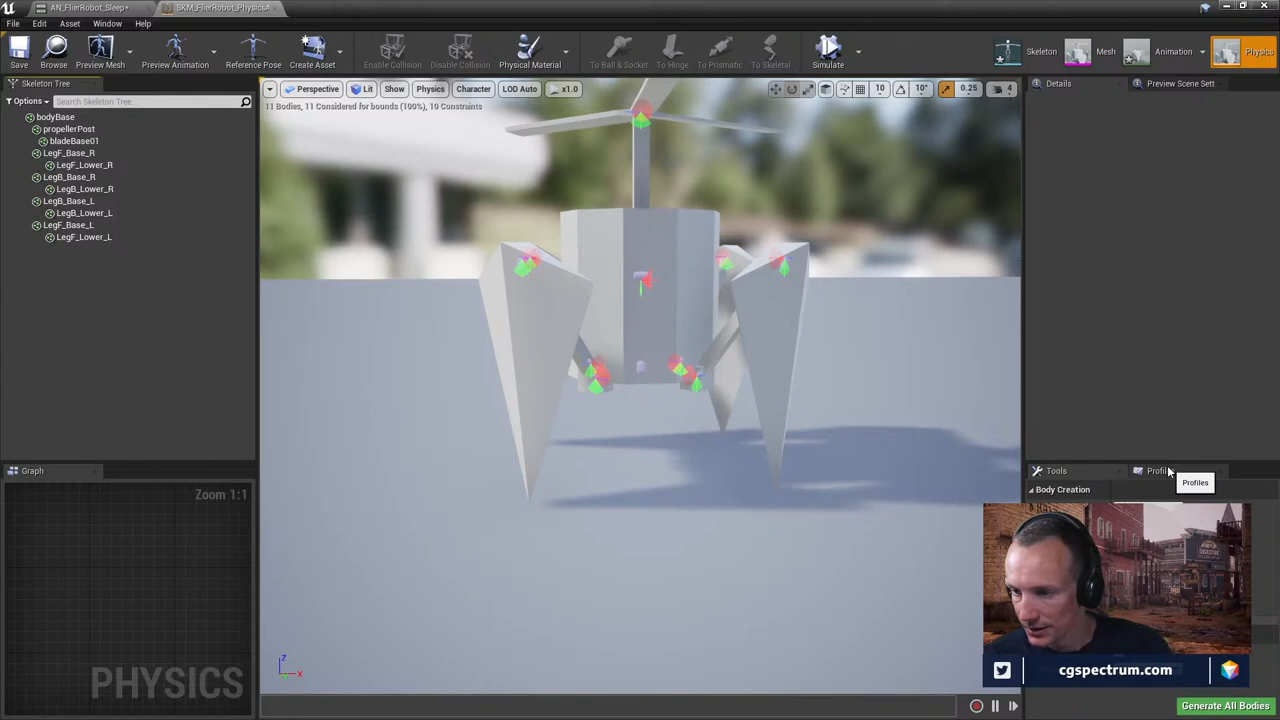 AN_FlierRobot_Sleep*
SKM_FlierRobot_PhysicsA
File Edit Asset Window Help
Save Browse Preview Mesh Preview Animation Reference Pose Create Asset Enable Collision Disable Collision Physical Material To Ball & Socket To Hinge To Prismatic To Skeletal Simulate Skeleton Mesh Animation Physics
Skeleton Tree
Options Search Skeleton Tree...
bodyBase
propellerPost
bladeBase01
LegF_Base_R
LegF_Lower_R
LegB_Base_R
LegB_Lower_R
LegB_Base_L
LegB_Lower_L
LegF_Base_L
LegF_Lower_L
Perspective Lit Show Physics Character LOD Auto x1.0 10 10° 0.25 4
11 Bodies, 11 Considered for bounds (100%), 10 Constraints
Z
X
Details Preview Scene Sett
Graph
Zoom 1:1
PHYSICS
Tools Profil
Profiles
Body Creation
cgspectrum.com
Generate All Bodies